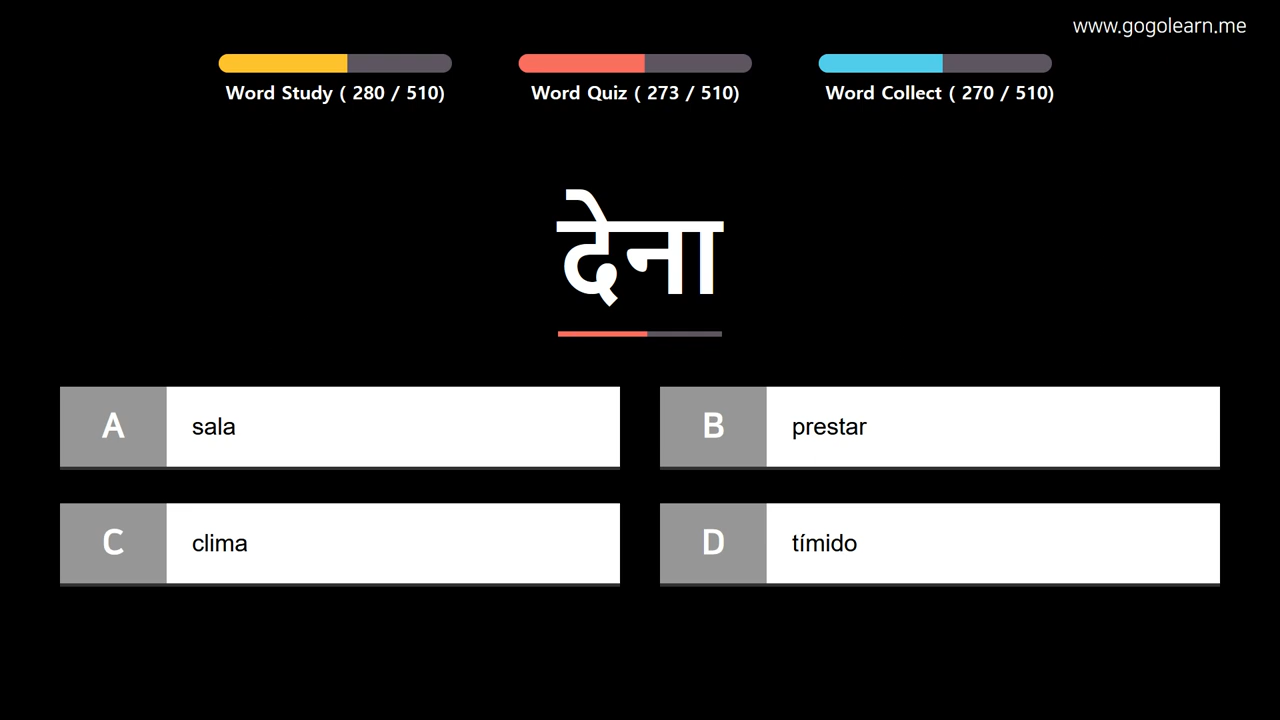 www.gogolearn.me
Word Study ( 280 / 510)
Word Quiz ( 273 / 510)
Word Collect ( 270 / 510)
देना
A
sala
B
prestar
C
clima
D
tímido